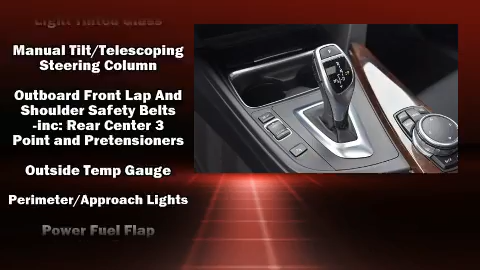 Light Tinted Glass
Manual Tilt/Telescoping
Steering Column
Outboard Front Lap And
Shoulder Safety Belts
-inc: Rear Center 3
Point and Pretensioners
Outside Temp Gauge
Perimeter/Approach Lights
Power Fuel Flap